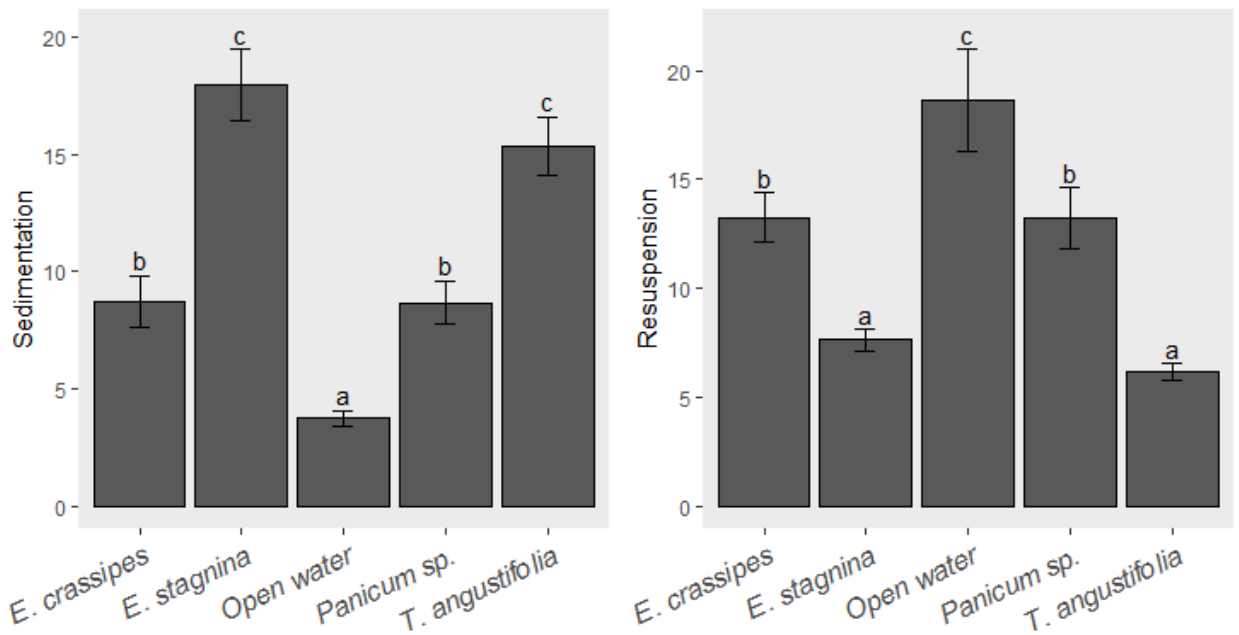 Sedimentation
20
15
10
5
0
b
c
a
b
c
E. crassipes
E. stagnina
Open water
Panicum sp.
T. angustifolia
Resuspension
20
15
10
5
0
b
a
c
b
a
E. crassipes
E. stagnina
Open water
Panicum sp.
T. angustifolia